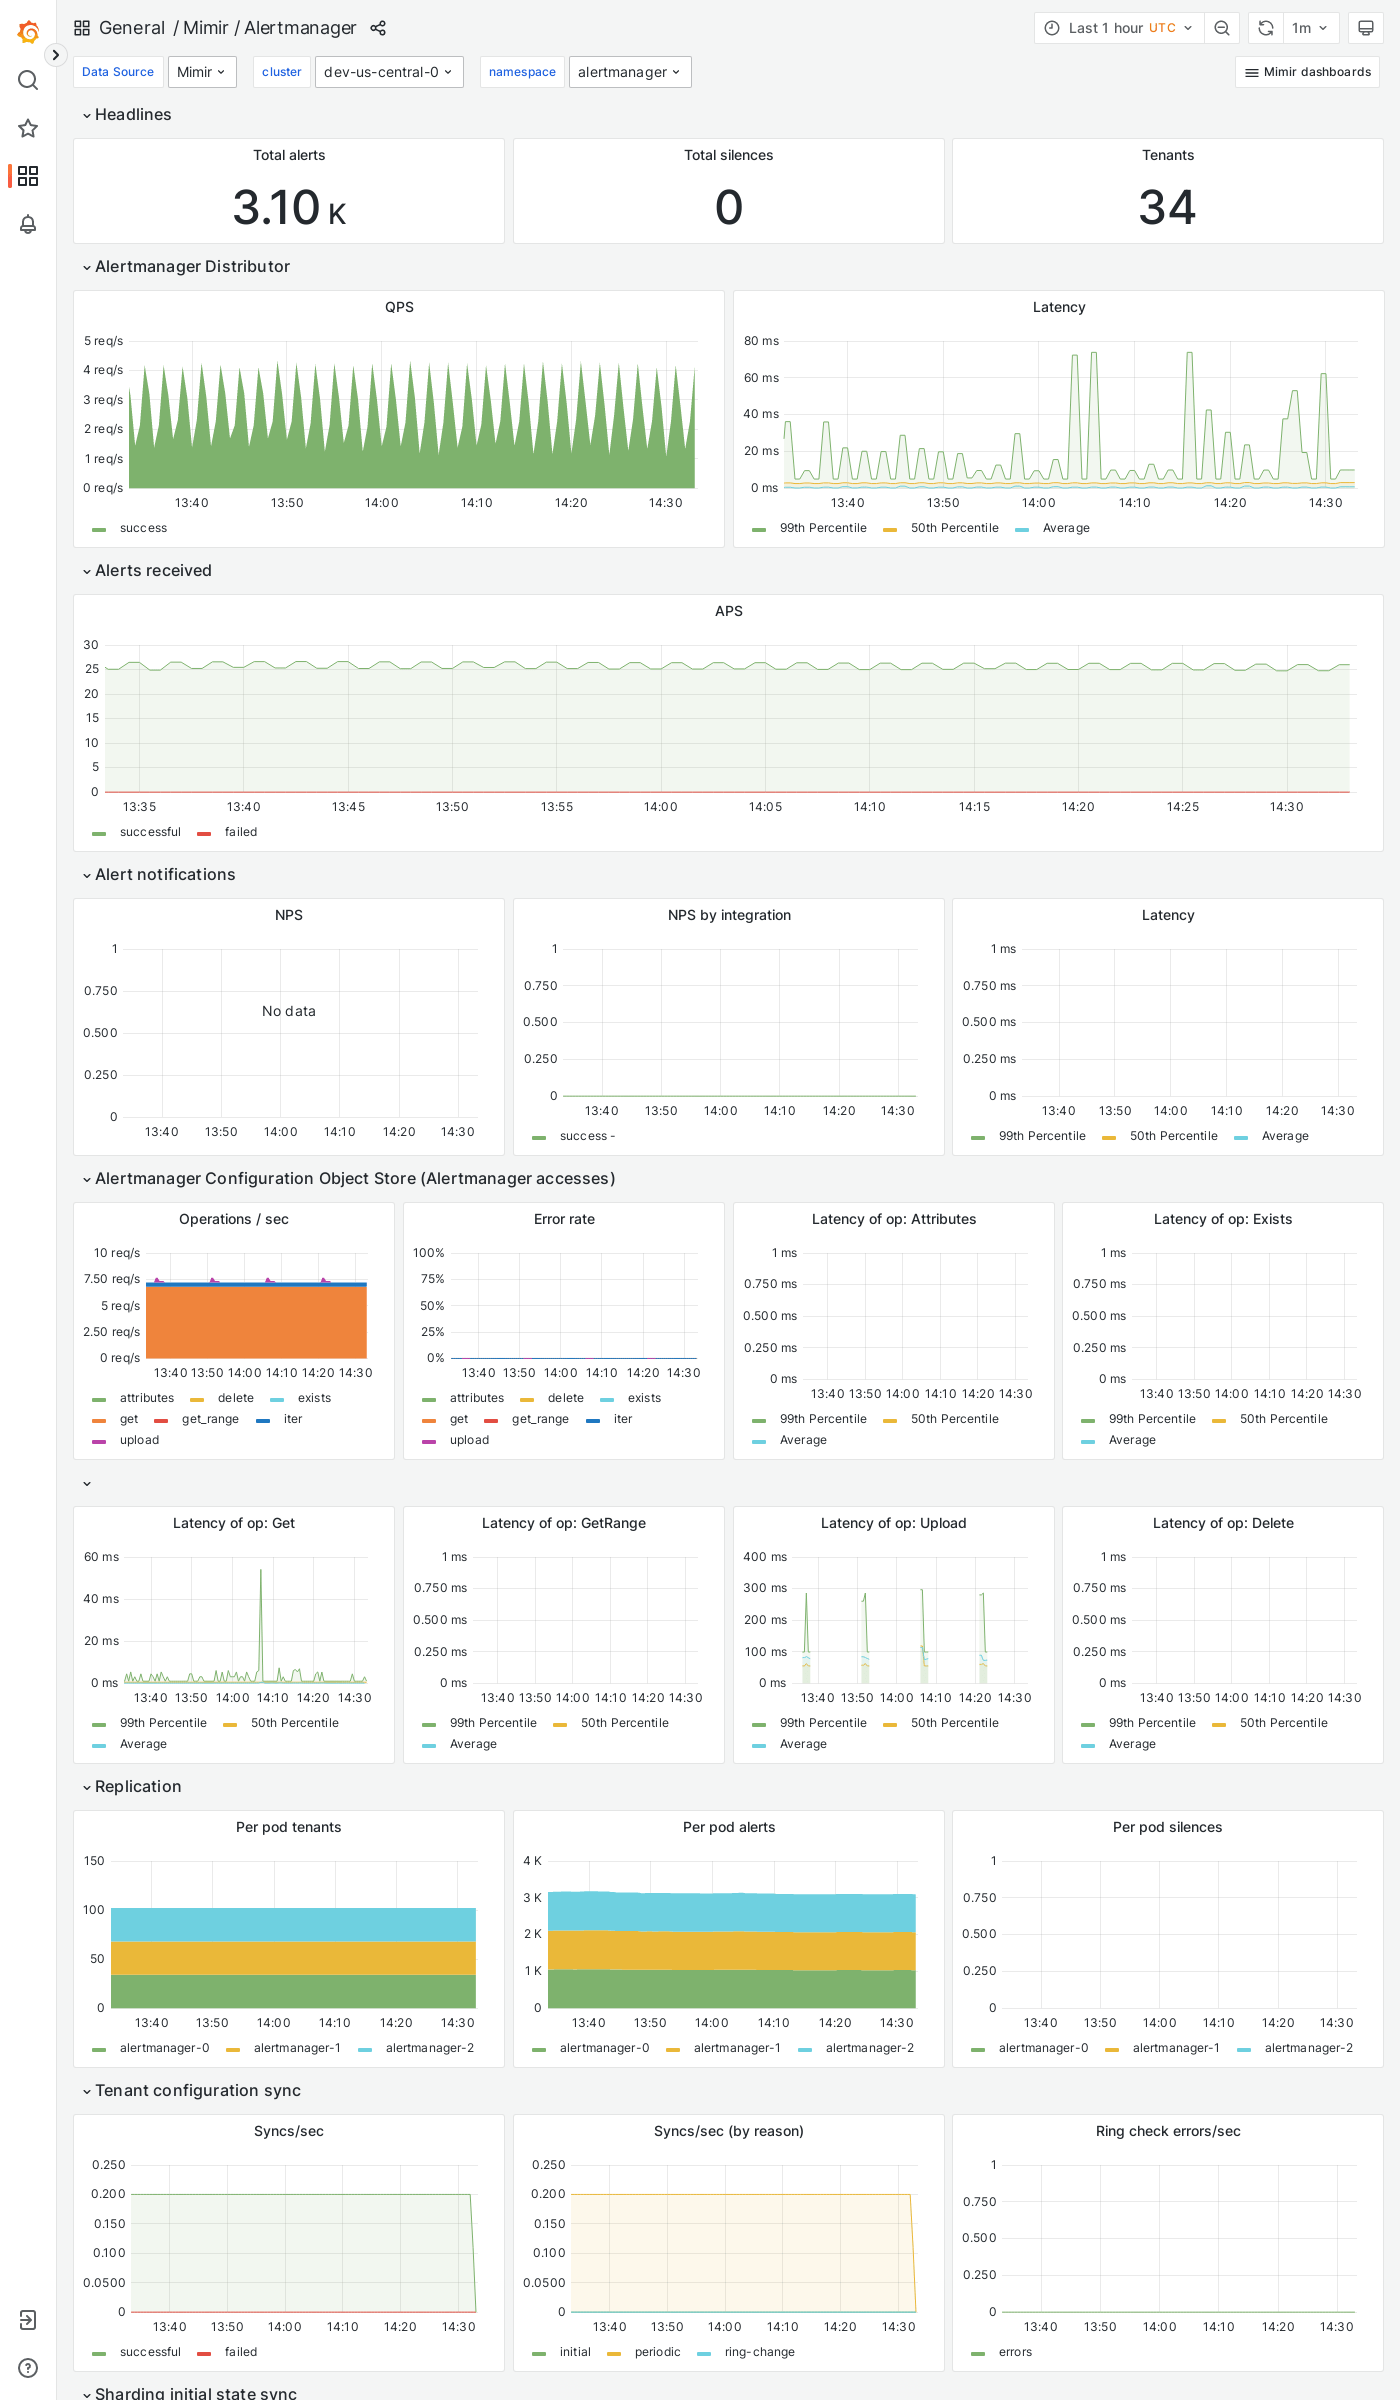 General / Mimir / Alertmanager
Last 1 hour UTC
1m
Data Source Mimir cluster dev-us-central-0 namespace alertmanager
Mimir dashboards
Headlines
Total alerts
3.10 K
Total silences
0
Tenants
34
Alertmanager Distributor
QPS
5 req/s
4 req/s
3 req/s
2 req/s
1 req/s
0 req/s
13:40 13:50 14:00 14:10 14:20 14:30
success
Latency
80 ms
60 ms
40 ms
20 ms
0 ms
13:40 13:50 14:00 14:10 14:20 14:30
99th Percentile 50th Percentile Average
Alerts received
APS
30
25
20
15
10
5
0
13:35 13:40 13:45 13:50 13:55 14:00 14:05 14:10 14:15 14:20 14:25 14:30
successful failed
Alert notifications
NPS
1
0.750
0.500
0.250
0
No data
13:40 13:50 14:00 14:10 14:20 14:30
NPS by integration
1
0.750
0.500
0.250
0
13:40 13:50 14:00 14:10 14:20 14:30
success -
Latency
1 ms
0.750 ms
0.500 ms
0.250 ms
0 ms
13:40 13:50 14:00 14:10 14:20 14:30
99th Percentile 50th Percentile Average
Alertmanager Configuration Object Store (Alertmanager accesses)
Operations / sec
10 req/s
7.50 req/s
5 req/s
2.50 req/s
0 req/s
13:40 13:50 14:00 14:10 14:20 14:30
attributes delete exists
get get_range iter
upload
Error rate
100%
75%
50%
25%
0%
13:40 13:50 14:00 14:10 14:20 14:30
attributes delete exists
get get_range iter
upload
Latency of op: Attributes
1 ms
0.750 ms
0.500 ms
0.250 ms
0 ms
13:40 13:50 14:00 14:10 14:20 14:30
99th Percentile 50th Percentile
Average
Latency of op: Exists
1 ms
0.750 ms
0.500 ms
0.250 ms
0 ms
13:40 13:50 14:00 14:10 14:20 14:30
99th Percentile 50th Percentile
Average
Latency of op: Get
60 ms
40 ms
20 ms
0 ms
13:40 13:50 14:00 14:10 14:20 14:30
99th Percentile 50th Percentile
Average
Latency of op: GetRange
1 ms
0.750 ms
0.500 ms
0.250 ms
0 ms
13:40 13:50 14:00 14:10 14:20 14:30
99th Percentile 50th Percentile
Average
Latency of op: Upload
400 ms
300 ms
200 ms
100 ms
0 ms
13:40 13:50 14:00 14:10 14:20 14:30
99th Percentile 50th Percentile
Average
Latency of op: Delete
1 ms
0.750 ms
0.500 ms
0.250 ms
0 ms
13:40 13:50 14:00 14:10 14:20 14:30
99th Percentile 50th Percentile
Average
Replication
Per pod tenants
150
100
50
0
13:40 13:50 14:00 14:10 14:20 14:30
alertmanager-0 alertmanager-1 alertmanager-2
Per pod alerts
4 K
3 K
2 K
1 K
0
13:40 13:50 14:00 14:10 14:20 14:30
alertmanager-0 alertmanager-1 alertmanager-2
Per pod silences
1
0.750
0.500
0.250
0
13:40 13:50 14:00 14:10 14:20 14:30
alertmanager-0 alertmanager-1 alertmanager-2
Tenant configuration sync
Syncs/sec
0.250
0.200
0.150
0.100
0.0500
0
13:40 13:50 14:00 14:10 14:20 14:30
successful failed
Syncs/sec (by reason)
0.250
0.200
0.150
0.100
0.0500
0
13:40 13:50 14:00 14:10 14:20 14:30
initial periodic ring-change
Ring check errors/sec
1
0.750
0.500
0.250
0
13:40 13:50 14:00 14:10 14:20 14:30
errors
Sharding initial state sync